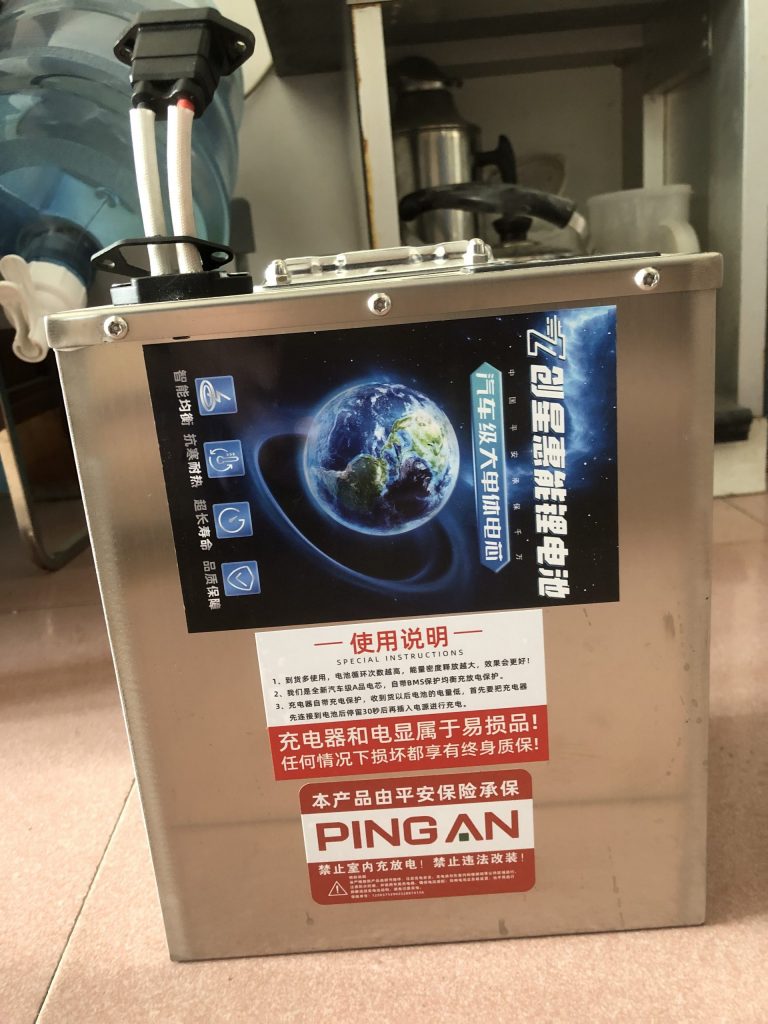 创星惠能锂电池
中国平安承保千万
汽车级大单体电芯
智能均衡 抗寒耐热 超长寿命 品质保障
使用说明
SPECIAL INSTRUCTIONS
1、到货多使用，电池循环次数越高，能量密度释放越大，效果会更好！
2、我们是全新汽车级A品电芯，自带BMS保护均衡充放电保护。
3、充电器自带充电保护，收到货以后电池的电量低，首先要把充电器
先连接到电池后停留30秒后再插入电源进行充电。
充电器和电显属于易损品！
任何情况下损坏都享有终身质保！
本产品由平安保险承保
PINGAN
禁止室内充放电！禁止违法改装！